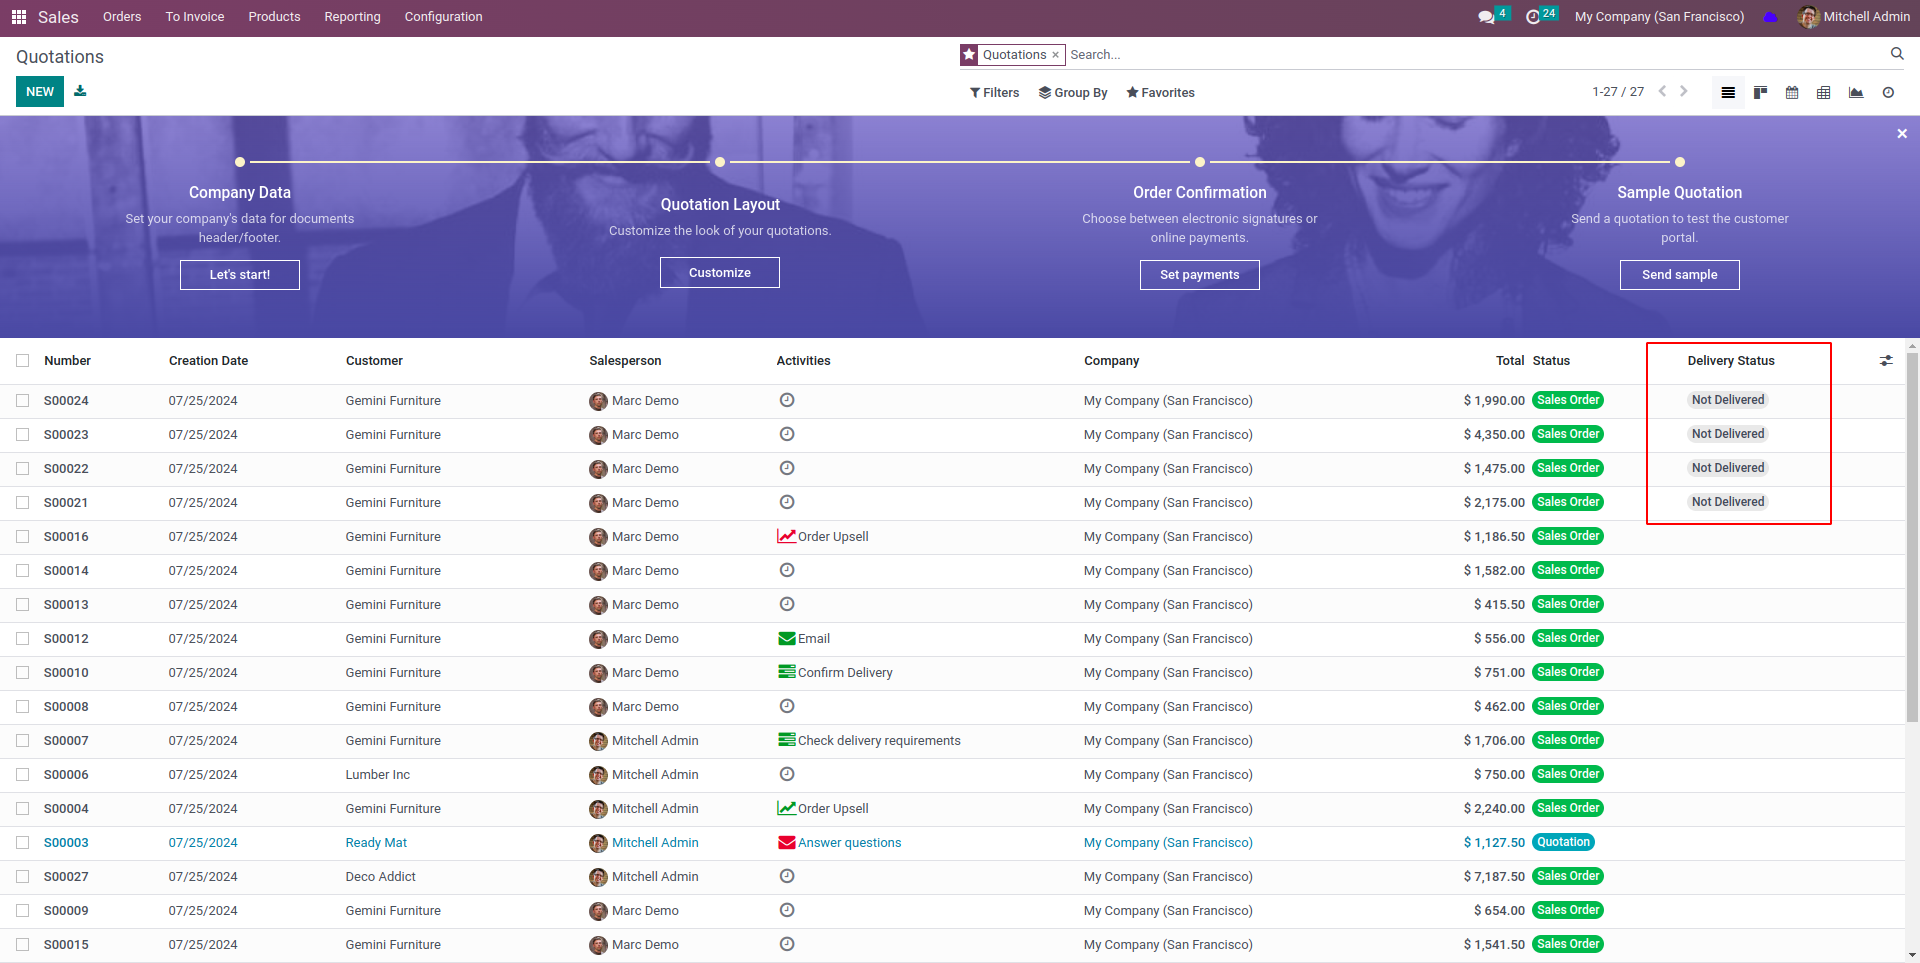 Sales Orders To Invoice Products Reporting Configuration 4 24 My Company (San Francisco) Mitchell Admin
Quotations
Quotations × Search...
NEW
Filters Group By Favorites 1-27 / 27
Company Data
Set your company's data for documents
header/footer.
Let's start!
Quotation Layout
Customize the look of your quotations.
Customize
Order Confirmation
Choose between electronic signatures or
online payments.
Set payments
Sample Quotation
Send a quotation to test the customer
portal.
Send sample
Number Creation Date Customer Salesperson Activities Company Total Status Delivery Status
S00024 07/25/2024 Gemini Furniture Marc Demo My Company (San Francisco) $ 1,990.00 Sales Order Not Delivered
S00023 07/25/2024 Gemini Furniture Marc Demo My Company (San Francisco) $ 4,350.00 Sales Order Not Delivered
S00022 07/25/2024 Gemini Furniture Marc Demo My Company (San Francisco) $ 1,475.00 Sales Order Not Delivered
S00021 07/25/2024 Gemini Furniture Marc Demo My Company (San Francisco) $ 2,175.00 Sales Order Not Delivered
S00016 07/25/2024 Gemini Furniture Marc Demo Order Upsell My Company (San Francisco) $ 1,186.50 Sales Order
S00014 07/25/2024 Gemini Furniture Marc Demo My Company (San Francisco) $ 1,582.00 Sales Order
S00013 07/25/2024 Gemini Furniture Marc Demo My Company (San Francisco) $ 415.50 Sales Order
S00012 07/25/2024 Gemini Furniture Marc Demo Email My Company (San Francisco) $ 556.00 Sales Order
S00010 07/25/2024 Gemini Furniture Marc Demo Confirm Delivery My Company (San Francisco) $ 751.00 Sales Order
S00008 07/25/2024 Gemini Furniture Marc Demo My Company (San Francisco) $ 462.00 Sales Order
S00007 07/25/2024 Gemini Furniture Mitchell Admin Check delivery requirements My Company (San Francisco) $ 1,706.00 Sales Order
S00006 07/25/2024 Lumber Inc Mitchell Admin My Company (San Francisco) $ 750.00 Sales Order
S00004 07/25/2024 Gemini Furniture Mitchell Admin Order Upsell My Company (San Francisco) $ 2,240.00 Sales Order
S00003 07/25/2024 Ready Mat Mitchell Admin Answer questions My Company (San Francisco) $ 1,127.50 Quotation
S00027 07/25/2024 Deco Addict Mitchell Admin My Company (San Francisco) $ 7,187.50 Sales Order
S00009 07/25/2024 Gemini Furniture Marc Demo My Company (San Francisco) $ 654.00 Sales Order
S00015 07/25/2024 Gemini Furniture Marc Demo My Company (San Francisco) $ 1,541.50 Sales Order